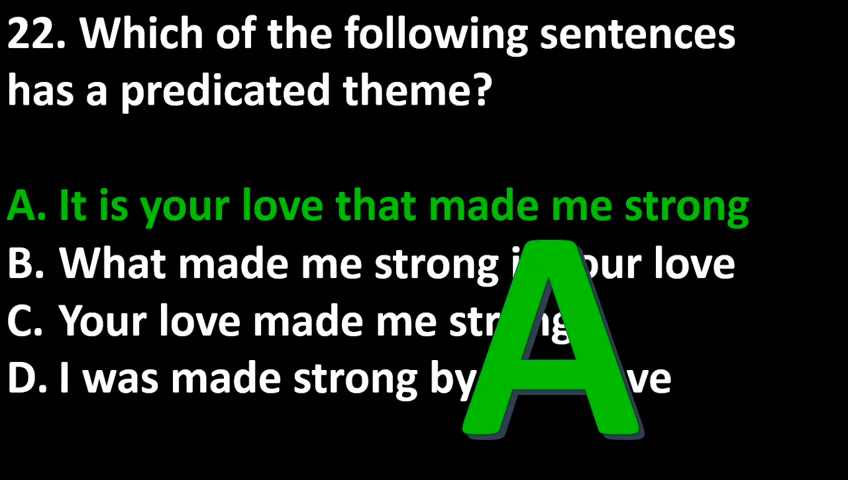 22. Which of the following sentences
has a predicated theme?
A. It is your love that made me strong
B. What made me strong is your love
C. Your love made me strong
D. I was made strong by love
A